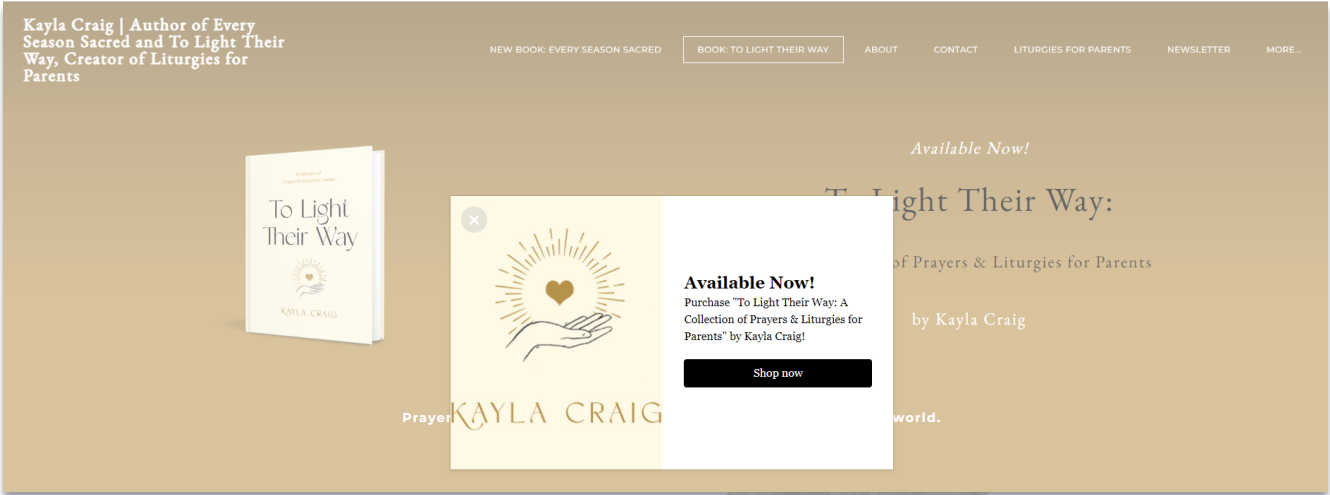 Kayla Craig | Author of Every
Season Sacred and To Light Their
Way, Creator of Liturgies for
Parents
NEW BOOK: EVERY SEASON SACRED
BOOK: TO LIGHT THEIR WAY
ABOUT
CONTACT
LITURGIES FOR PARENTS
NEWSLETTER
MORE...
To Light
Their Way
KAYLA CRAIG
Available Now!
Light Their Way:
of Prayers & Liturgies for Parents
by Kayla Craig
KAYLA CRAIG
Available Now!
Purchase "To Light Their Way: A
Collection of Prayers & Liturgies for
Parents" by Kayla Craig!
Shop now
Prayer
world.